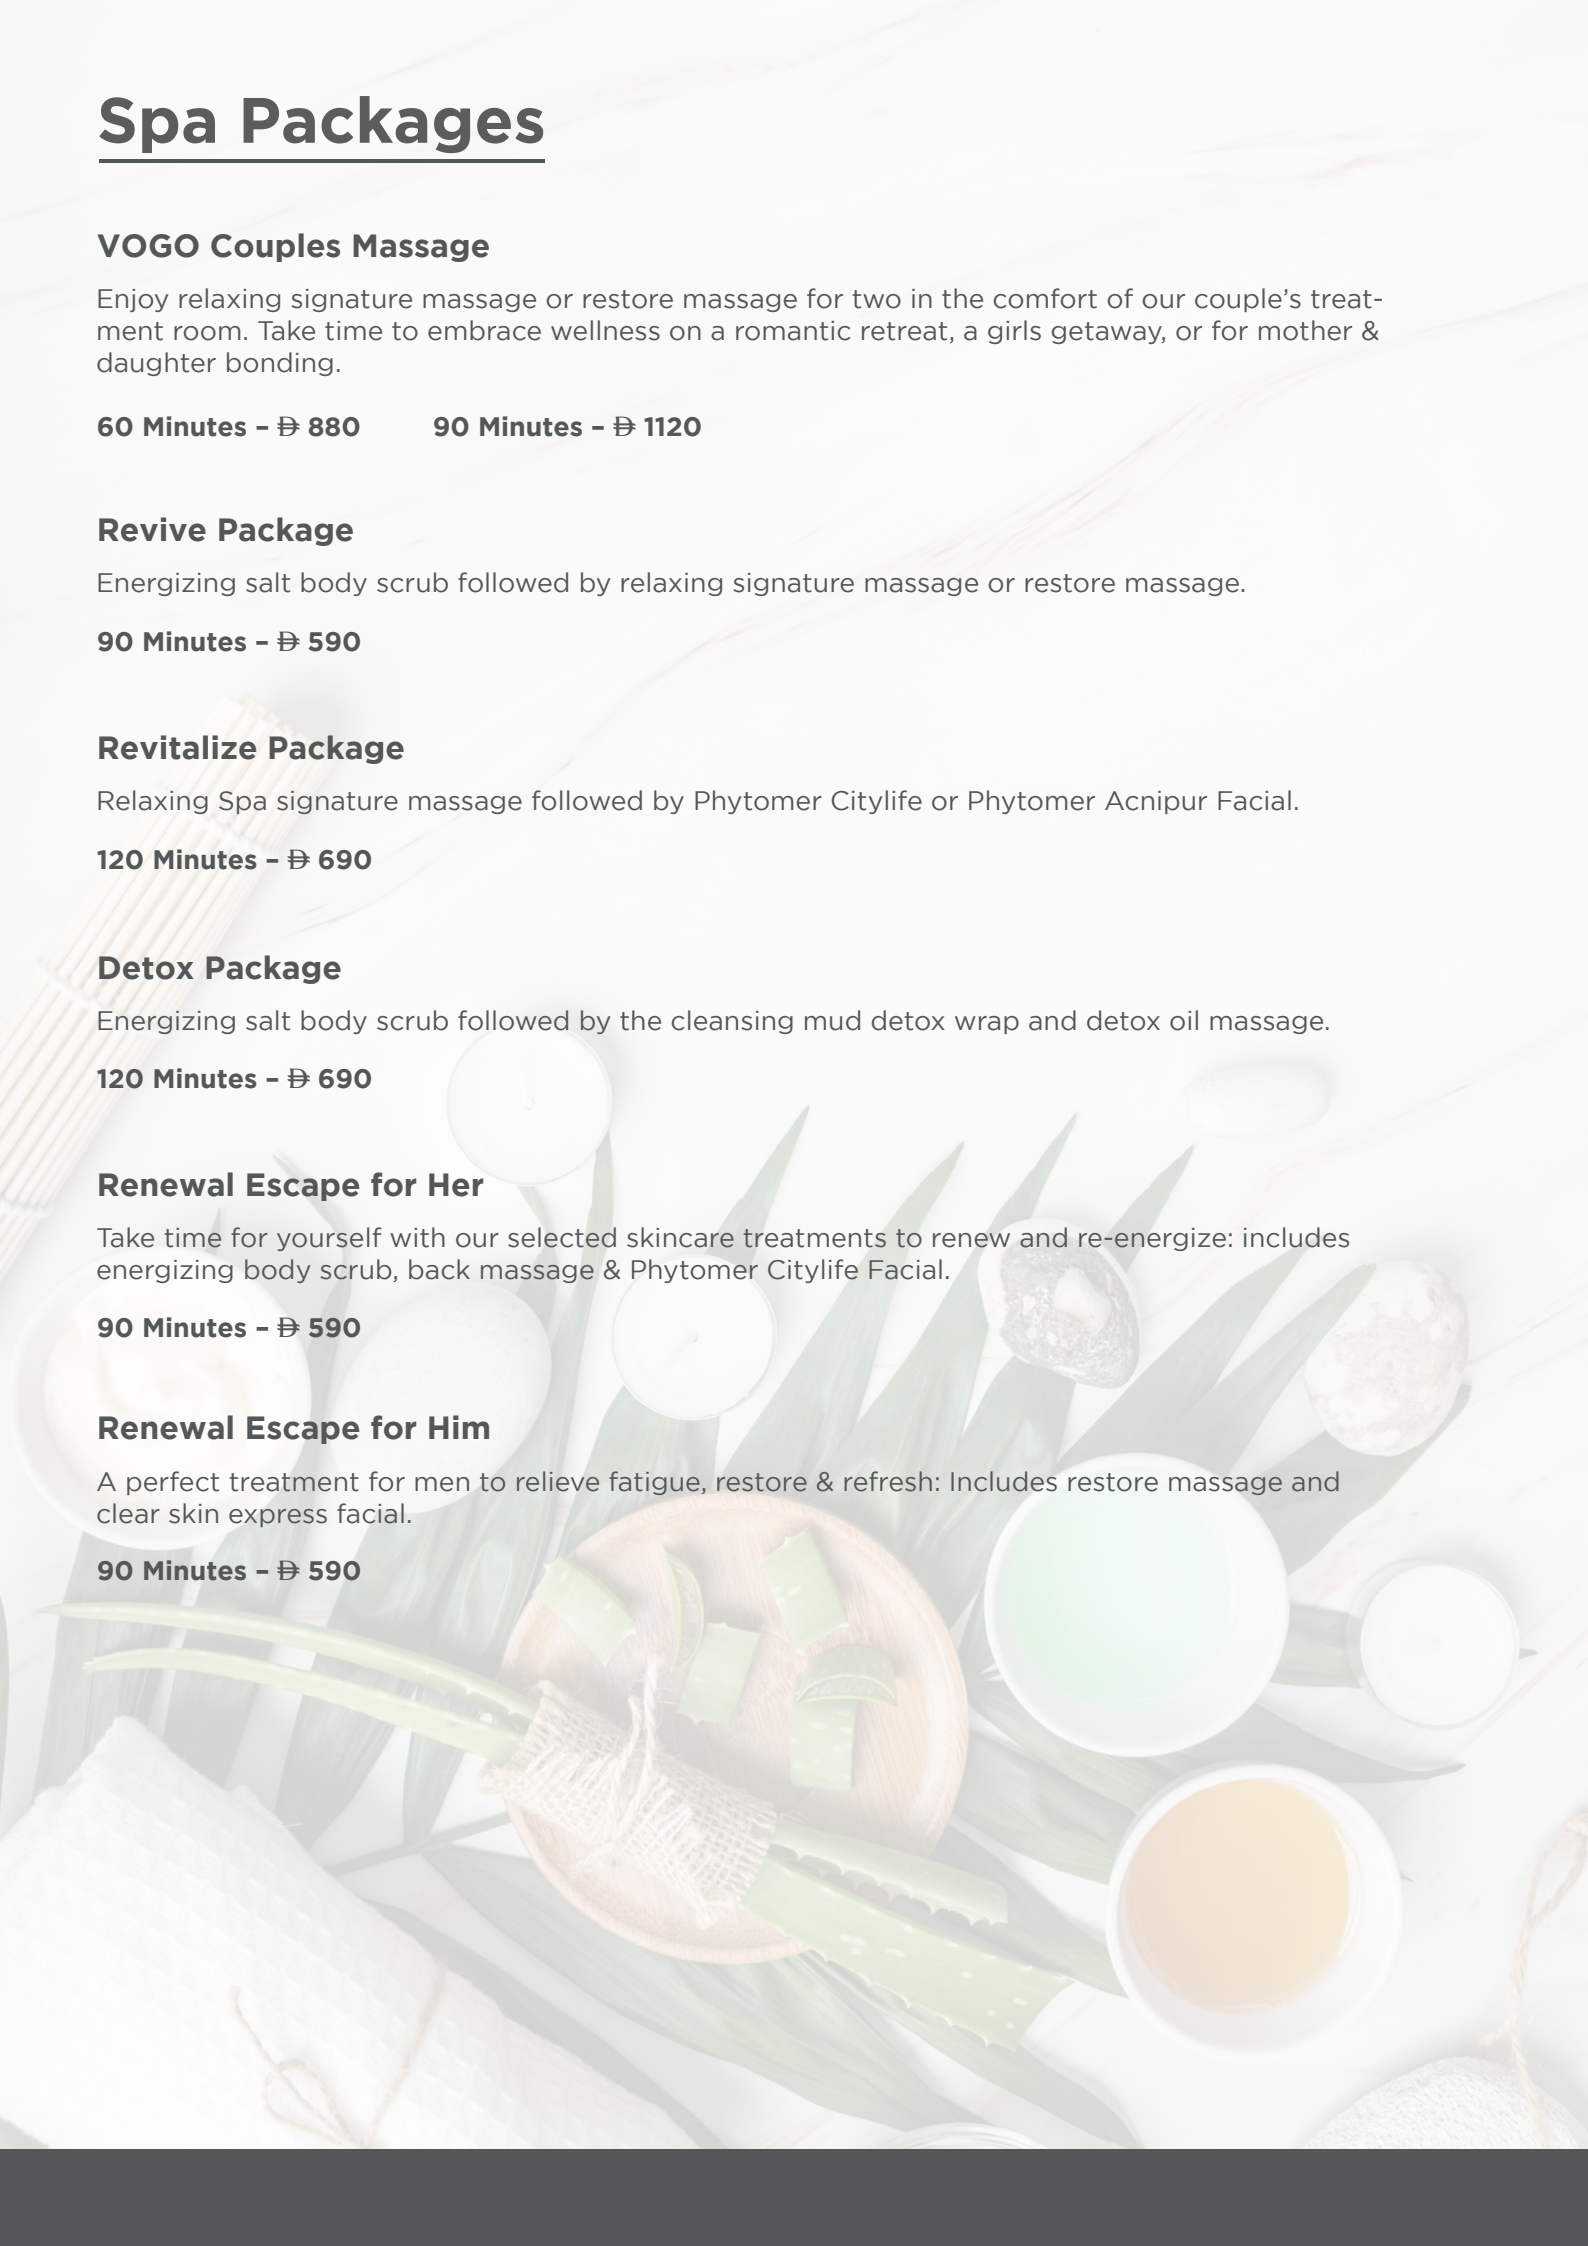 Spa Packages
VOGO Couples Massage
Enjoy relaxing signature massage or restore massage for two in the comfort of our couple’s treat-
ment room. Take time to embrace wellness on a romantic retreat, a girls getaway, or for mother &
daughter bonding.
60 Minutes – 880 90 Minutes – 1120
Revive Package
Energizing salt body scrub followed by relaxing signature massage or restore massage.
90 Minutes – 590
Revitalize Package
Relaxing Spa signature massage followed by Phytomer Citylife or Phytomer Acnipur Facial.
120 Minutes – 690
Detox Package
Energizing salt body scrub followed by the cleansing mud detox wrap and detox oil massage.
120 Minutes – 690
Renewal Escape for Her
Take time for yourself with our selected skincare treatments to renew and re-energize: includes
energizing body scrub, back massage & Phytomer Citylife Facial.
90 Minutes – 590
Renewal Escape for Him
A perfect treatment for men to relieve fatigue, restore & refresh: Includes restore massage and
clear skin express facial.
90 Minutes – 590